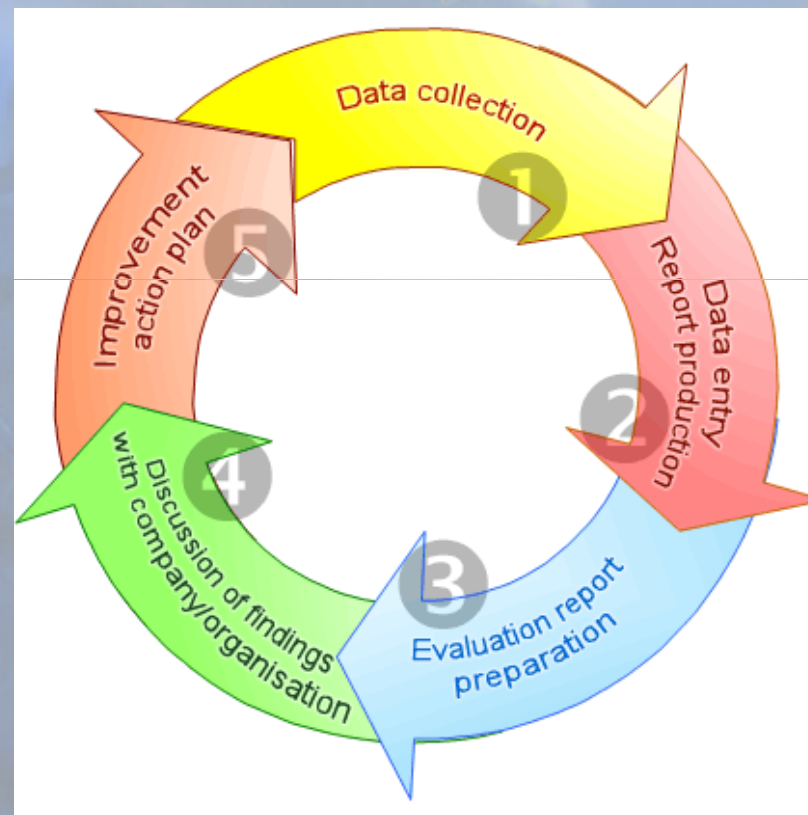 Data collection
1
Data entry
Report production
2
Evaluation report
preparation
3
Discussion of findings
with company/organisation
4
Improvement
action plan
5